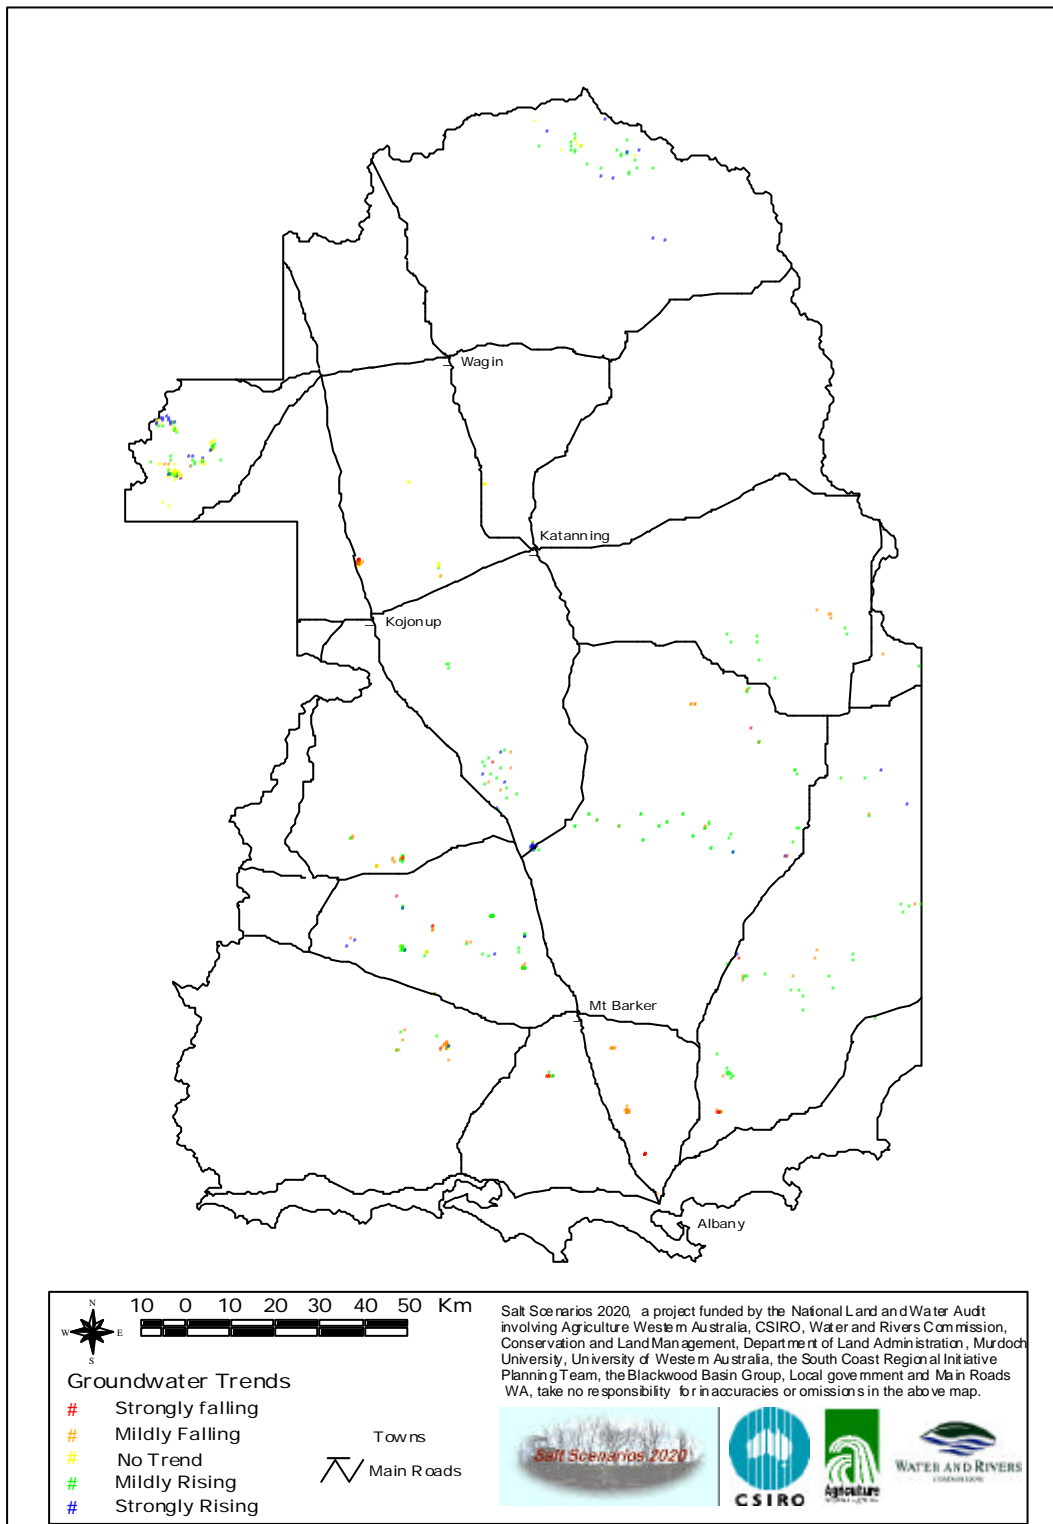 Wagin
Katanning
Kojonup
Mt Barker
Albany
N
W E
S
10 0 10 20 30 40 50 Km
Groundwater Trends
# Strongly falling
# Mildly Falling
# No Trend
# Mildly Rising
# Strongly Rising
Towns
Main Roads
Salt Scenarios 2020, a project funded by the National Land and Water Audit
involving Agriculture Western Australia, CSIRO, Water and Rivers Commission,
Conservation and Land Management, Department of Land Administration, Murdoch
University, University of Western Australia, the South Coast Regional Initiative
Planning Team, the Blackwood Basin Group, Local government and Main Roads
WA, take no responsibility for inaccuracies or omissions in the above map.
Salt Scenarios 2020
CSIRO
Agriculture
WATER AND RIVERS